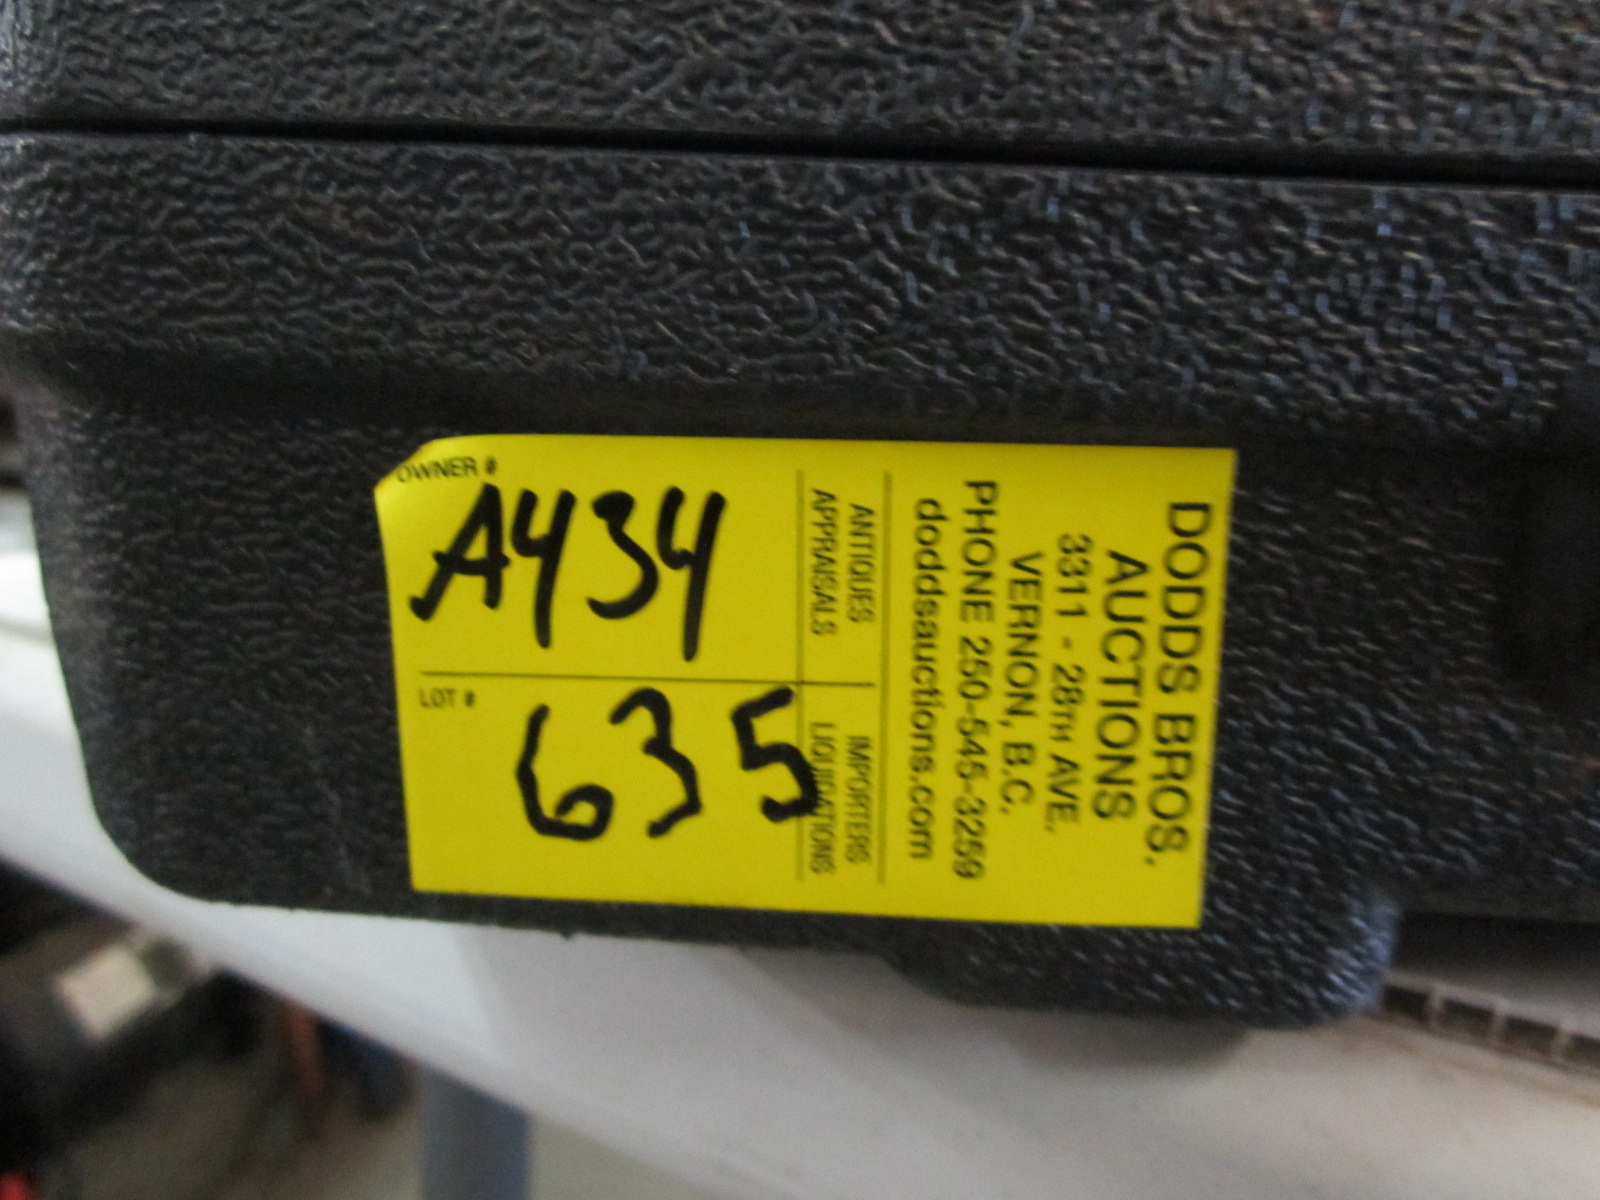 OWNER #
A434
LOT #
635
ANTIQUES
APPRAISALS
IMPORTERS
LIQUIDATIONS
DODDS BROS.
AUCTIONS
3311 - 28TH AVE.
VERNON, B.C.
PHONE 250-545-3259
doddsauctions.com